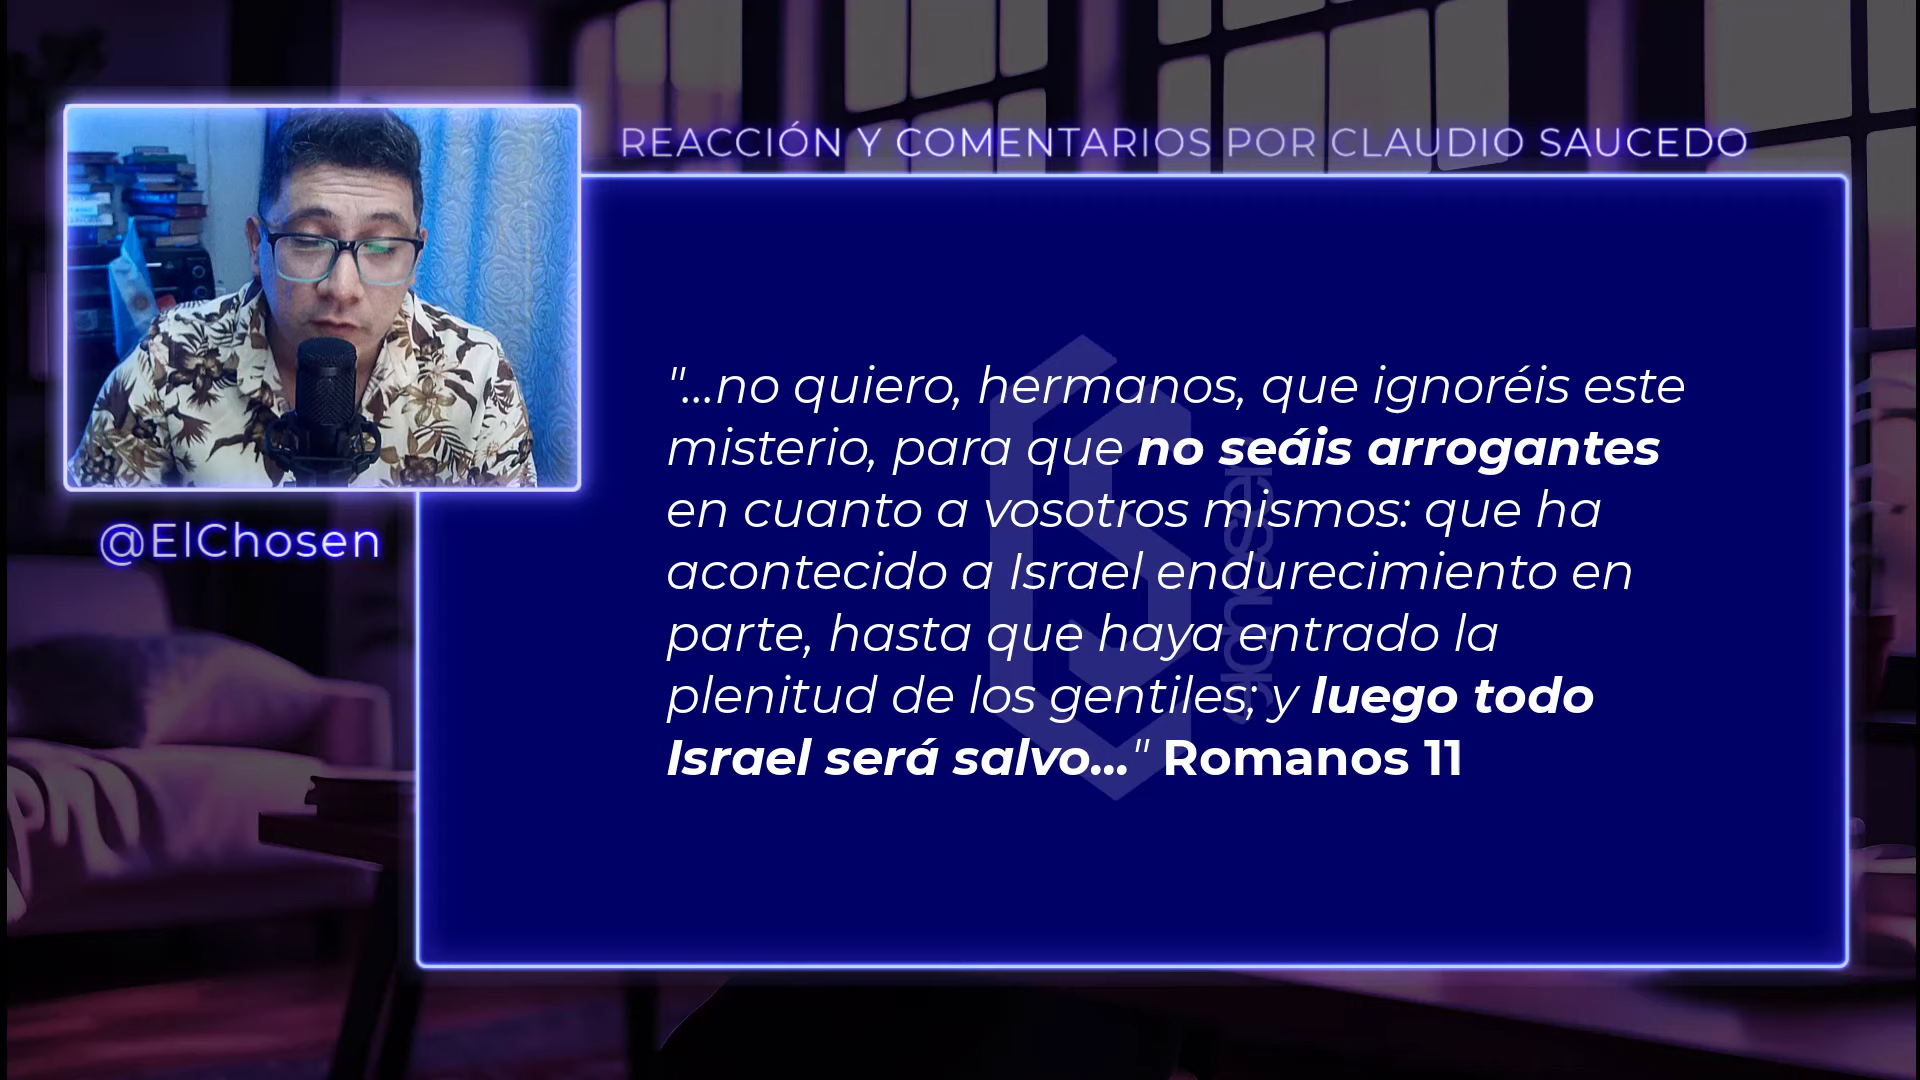 REACCIÓN Y COMENTARIOS POR CLAUDIO SAUCEDO
@ElChosen
"...no quiero, hermanos, que ignoréis este
misterio, para que no seáis arrogantes
en cuanto a vosotros mismos: que ha
acontecido a Israel endurecimiento en
parte, hasta que haya entrado la
plenitud de los gentiles; y luego todo
Israel será salvo..." Romanos 11